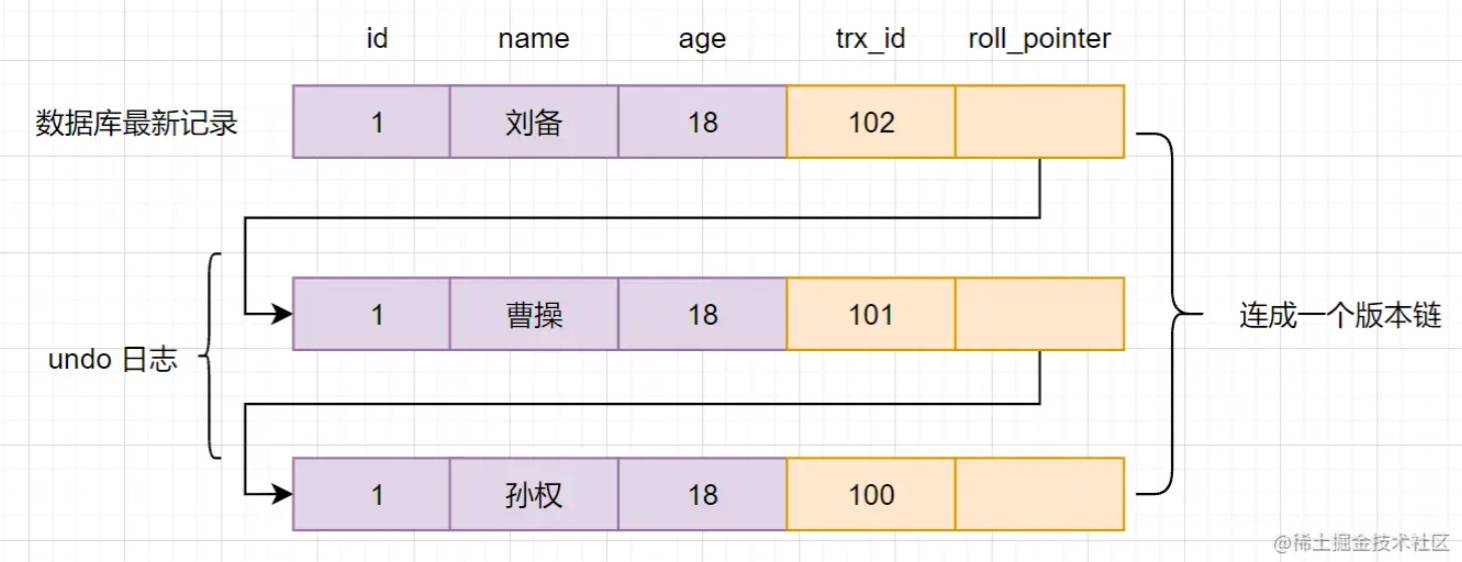 id name age trx_id roll_pointer
数据库最新记录 1 刘备 18 102
1 曹操 18 101
连成一个版本链
undo 日志
1 孙权 18 100
@稀土掘金技术社区